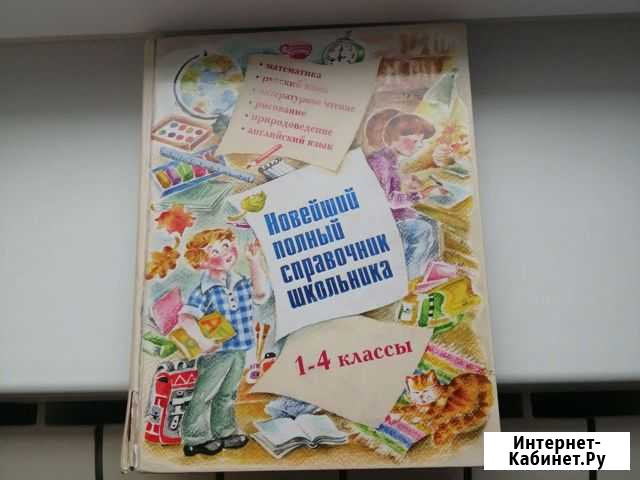 • математика
• русский язык
• литературное чтение
• рисование
• природоведение
• английский язык
Новейший
полный
справочник
школьника
1-4 классы
А
Интернет-
Кабинет.Ру